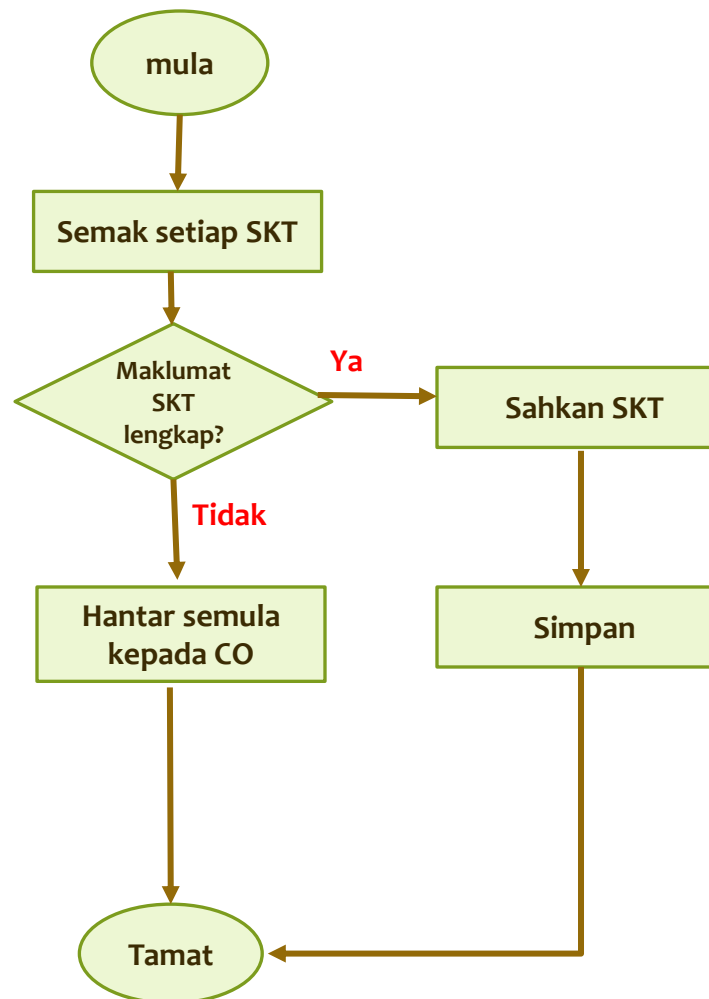 mula
Semak setiap SKT
Maklumat
SKT
lengkap?
Ya
Sahkan SKT
Tidak
Hantar semula
kepada CO
Simpan
Tamat